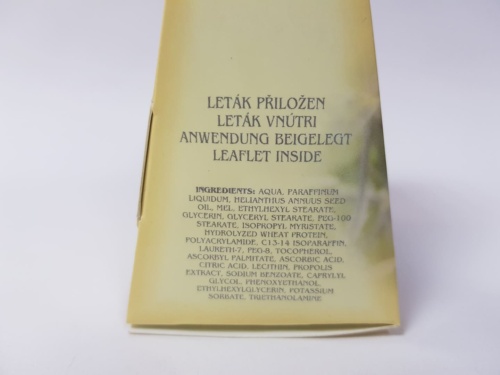 LETÁK PŘILOŽEN
LETÁK VNÚTRI
ANWENDUNG BEIGELEGT
LEAFLET INSIDE
INGREDIENTS: AQUA, PARAFFINUM
LIQUIDUM, HELIANTHUS ANNUUS SEED
OIL, MEL, ETHYLHEXYL STEARATE,
GLYCERIN, GLYCERYL STEARATE, PEG-100
STEARATE, ISOPROPYL MYRISTATE,
HYDROLYZED WHEAT PROTEIN,
POLYACRYLAMIDE, C13-14 ISOPARAFFIN,
LAURETH-7, PEG-8, TOCOPHEROL,
ASCORBYL PALMITATE, ASCORBIC ACID,
CITRIC ACID, LECITHIN, PROPOLIS
EXTRACT, SODIUM BENZOATE, CAPRYLYL
GLYCOL, PHENOXYETHANOL,
ETHYLHEXYLGLYCERIN, POTASSIUM
SORBATE, TRIETHANOLAMINE